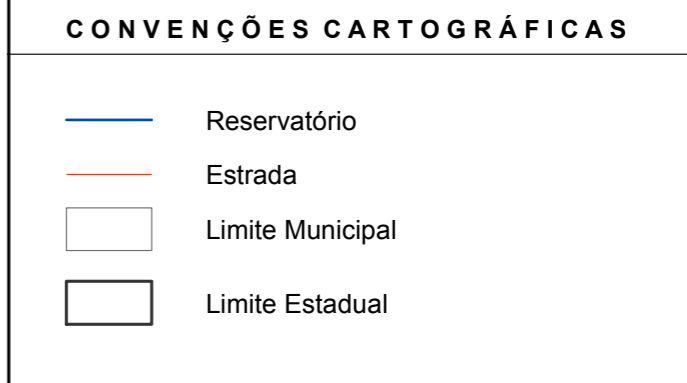 CONVENÇÕES CARTOGRÁFICAS
Reservatório
Estrada
Limite Municipal
Limite Estadual